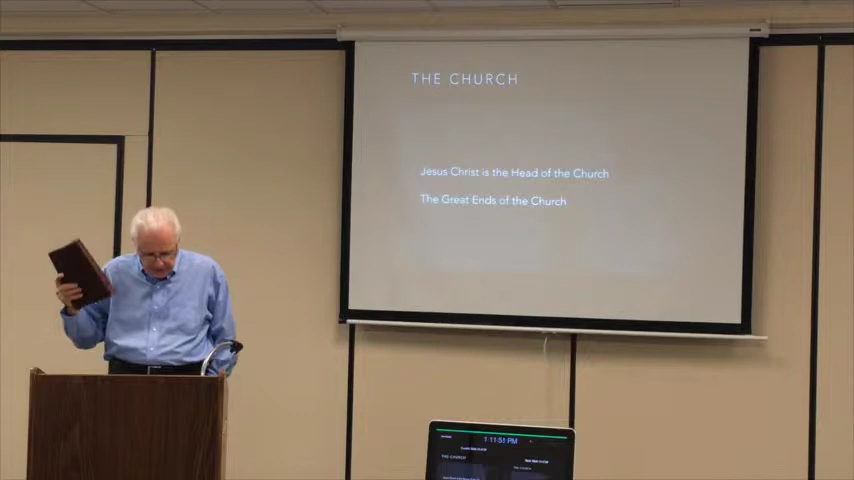 THE CHURCH
Jesus Christ is the Head of the Church
The Great Ends of the Church
1:11:51 PM
THE CHURCH